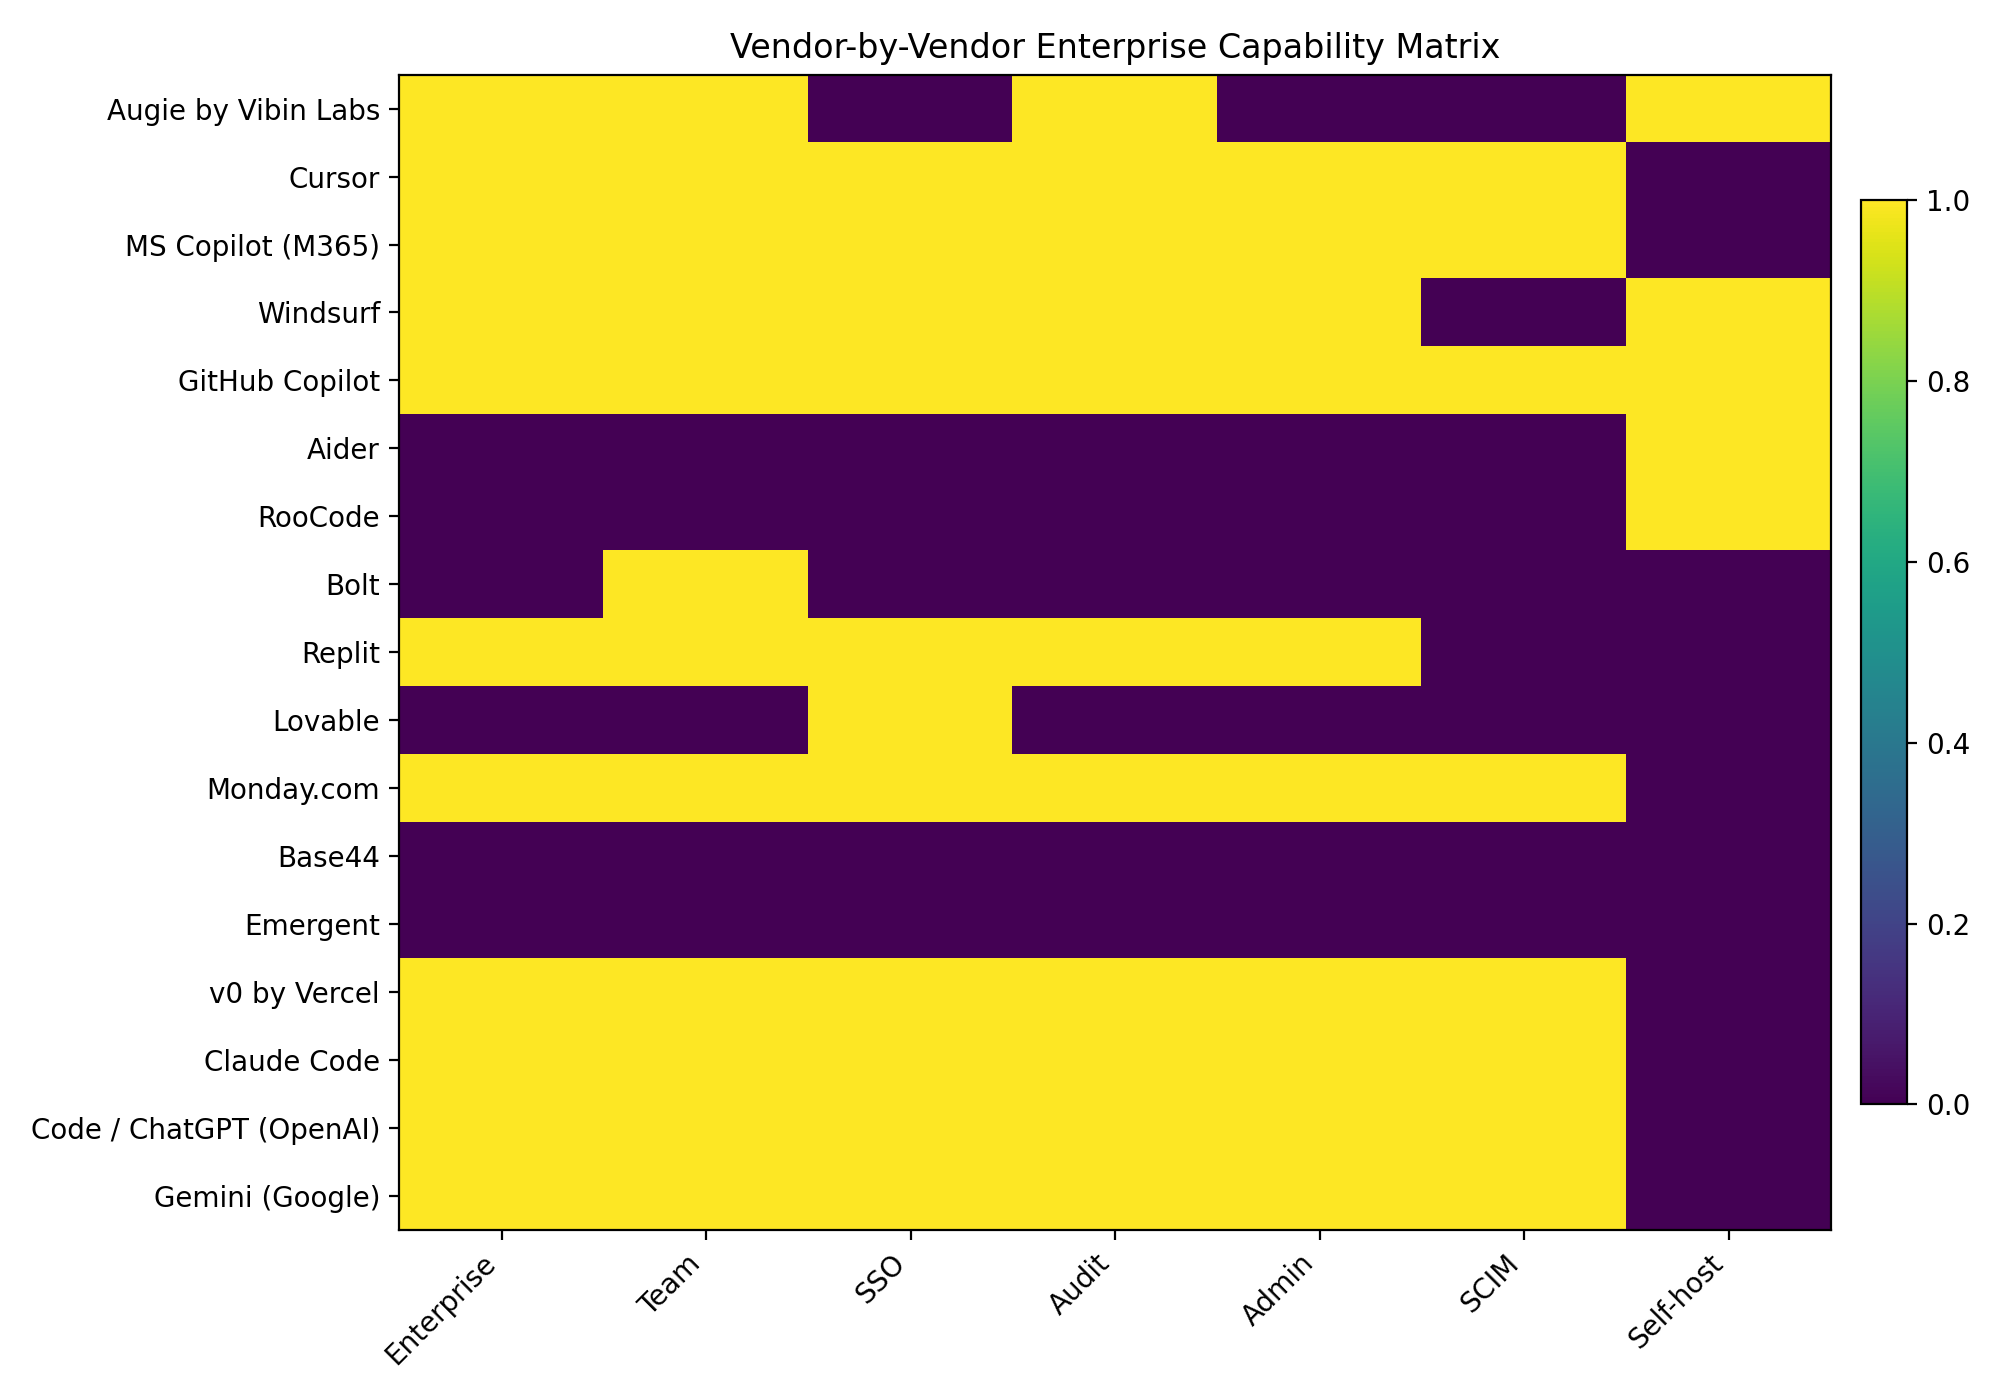 Vendor-by-Vendor Enterprise Capability Matrix
Augie by Vibin Labs
Cursor
MS Copilot (M365)
Windsurf
GitHub Copilot
Aider
RooCode
Bolt
Replit
Lovable
Monday.com
Base44
Emergent
v0 by Vercel
Claude Code
Code / ChatGPT (OpenAI)
Gemini (Google)
Enterprise
Team
SSO
Audit
Admin
SCIM
Self-host
1.0
0.8
0.6
0.4
0.2
0.0